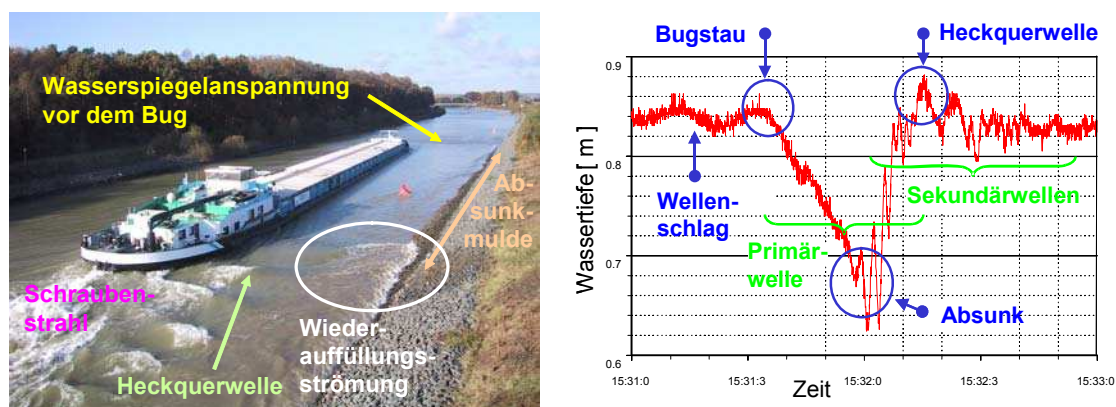 Wasserspiegelanspannung
vor dem Bug
Ab-
sunk-
mulde
Schrauben-
strahl
Heckquerwelle
Wieder-
auffüllungs-
strömung
Bugstau
Heckquerwelle
0.9
0.8
0.7
0.6
Wassertiefe [ m ]
Wellen-
schlag
Sekundärwellen
Primär-
welle
Absunk
15:31:0
15:31:3
15:32:0
15:32:3
15:33:0
Zeit